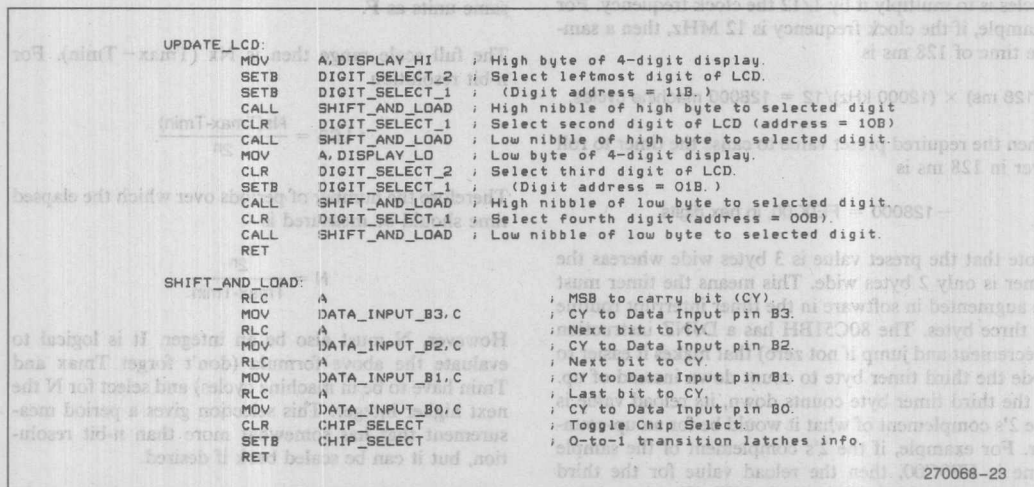 UPDATE_LCD:
MOV A,DISPLAY_HI ; High byte of 4-digit display.
SETB DIGIT_SELECT_2 ; Select leftmost digit of LCD.
SETB DIGIT_SELECT_1 ; (Digit address = 11B.)
CALL SHIFT_AND_LOAD ; High nibble of high byte to selected digit
CLR DIGIT_SELECT_1 ; Select second digit of LCD (address = 10B)
CALL SHIFT_AND_LOAD ; Low nibble of high byte to selected digit.
MOV A,DISPLAY_LO ; Low byte of 4-digit display.
CLR DIGIT_SELECT_2 ; Select third digit of LCD.
SETB DIGIT_SELECT_1 ; (Digit address = 01B.)
CALL SHIFT_AND_LOAD ; High nibble of low byte to selected digit.
CLR DIGIT_SELECT_1 ; Select fourth digit (address = 00B).
CALL SHIFT_AND_LOAD ; Low nibble of low byte to selected digit.
RET
SHIFT_AND_LOAD:
RLC A ; MSB to carry bit (CY).
MOV DATA_INPUT_B3,C ; CY to Data Input pin B3.
RLC A ; Next bit to CY.
MOV DATA_INPUT_B2,C ; CY to Data Input pin B2.
RLC A ; Next bit to CY.
MOV DATA_INPUT_B1,C ; CY to Data Input pin B1.
RLC A ; Last bit to CY.
MOV DATA_INPUT_B0,C ; CY to Data Input pin B0.
CLR CHIP_SELECT ; Toggle Chip Select.
SETB CHIP_SELECT ; 0-to-1 transition latches info.
RET
270068-23